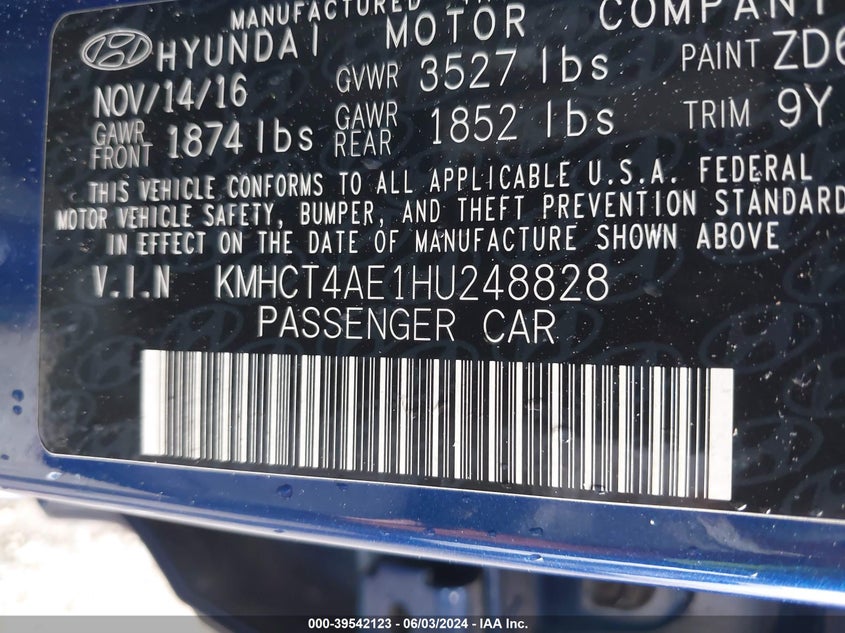 MANUFACTURED
HYUNDAI MOTOR COMPANY
NOV/14/16 GVWR 3527 lbs PAINT ZD6
GAWR FRONT 1874 lbs GAWR REAR 1852 lbs TRIM 9Y
THIS VEHICLE CONFORMS TO ALL APPLICABLE U.S.A. FEDERAL
MOTOR VEHICLE SAFETY, BUMPER, AND THEFT PREVENTION STANDARD
IN EFFECT ON THE DATE OF MANUFACTURE SHOWN ABOVE
V.I.N KMHCT4AE1HU248828
PASSENGER CAR
000-39542123 - 06/03/2024 - IAA Inc.